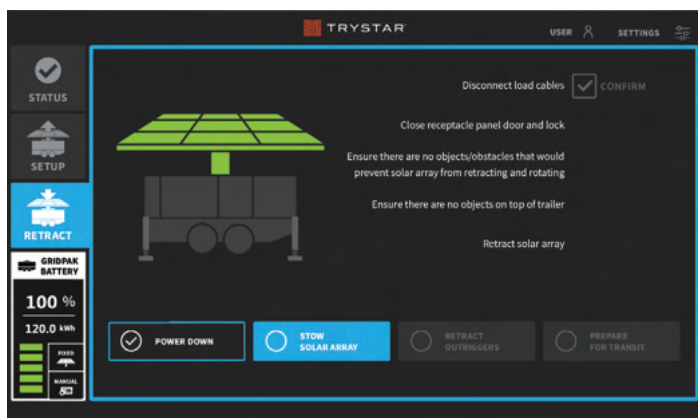 TRYSTAR
USER
SETTINGS
STATUS
SETUP
RETRACT
GRIDPAK
BATTERY
100 %
120.0 kWh
FIXED
MANUAL
Disconnect load cables
CONFIRM
Close receptacle panel door and lock
Ensure there are no objects/obstacles that would
prevent solar array from retracting and rotating
Ensure there are no objects on top of trailer
Retract solar array
POWER DOWN
STOW
SOLAR ARRAY
RETRACT
OUTRIGGERS
PREPARE
FOR TRANSIT